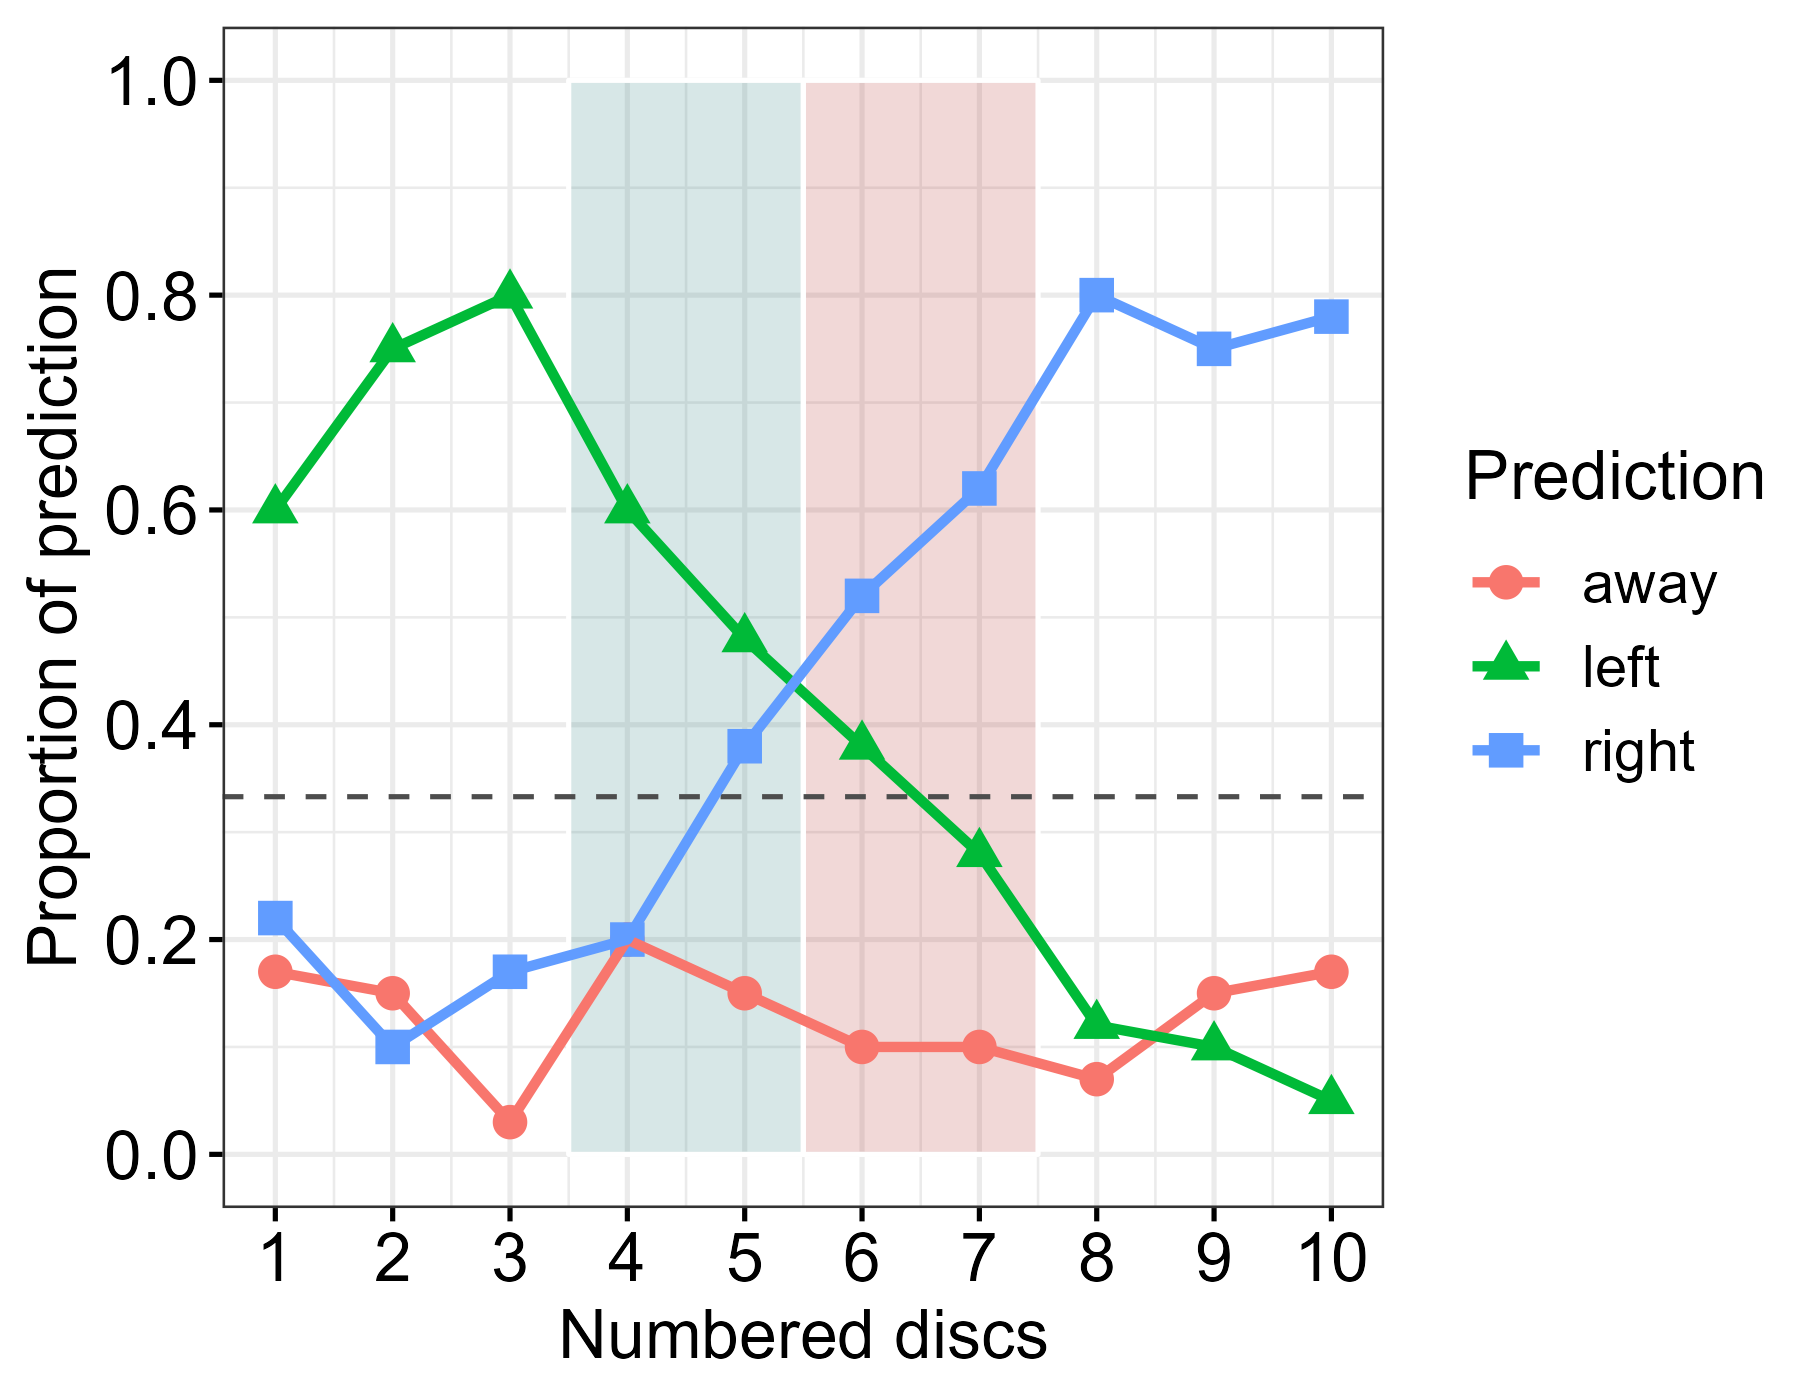 1.0
0.8
0.6
0.4
0.2
0.0
Proportion of prediction
1 2 3 4 5 6 7 8 9 10
Numbered discs
Prediction
away
left
right